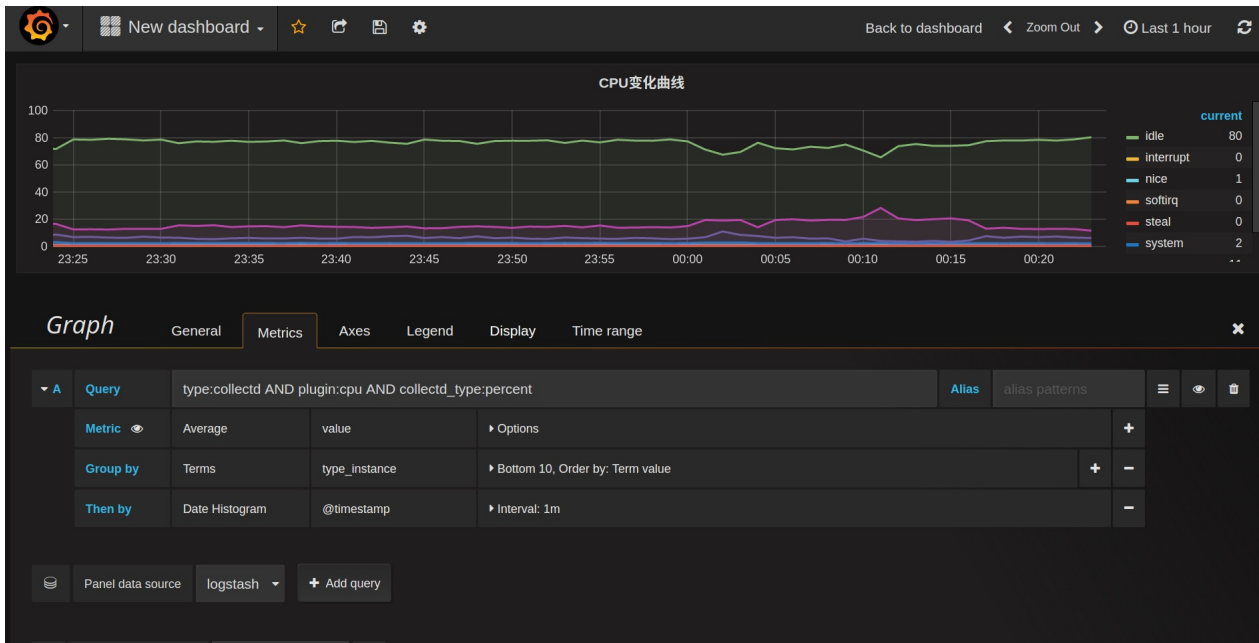 New dashboard
Back to dashboard Zoom Out Last 1 hour
CPU变化曲线
100
80
60
40
20
0
23:25 23:30 23:35 23:40 23:45 23:50 23:55 00:00 00:05 00:10 00:15 00:20
current
idle 80
interrupt 0
nice 1
softirq 0
steal 0
system 2
Graph General Metrics Axes Legend Display Time range
A Query type:collectd AND plugin:cpu AND collectd_type:percent Alias alias patterns
Metric Average value Options
Group by Terms type_instance Bottom 10, Order by: Term value
Then by Date Histogram @timestamp Interval: 1m
Panel data source logstash Add query